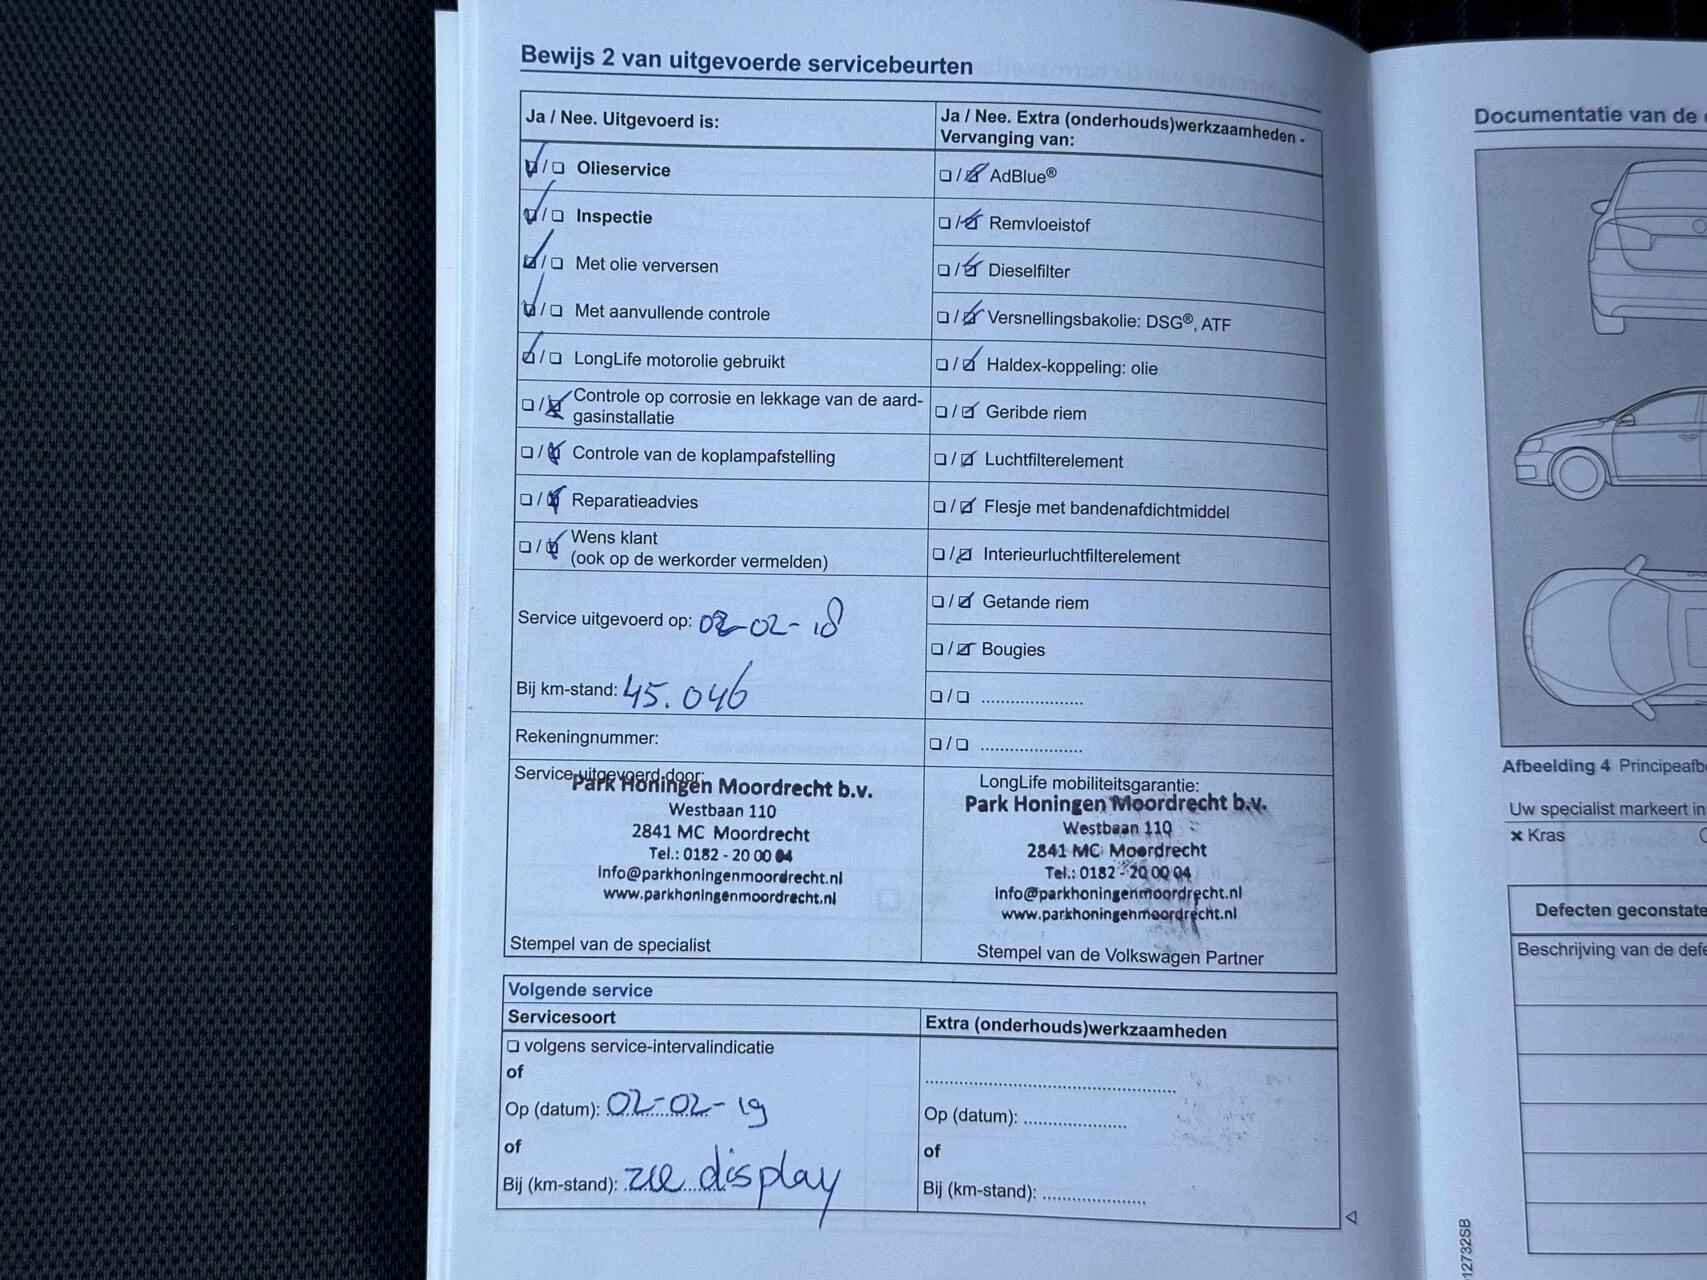 Bewijs 2 van uitgevoerde servicebeurten
Ja / Nee. Uitgevoerd is:
Olieservice
Inspectie
Met olie verversen
Met aanvullende controle
LongLife motorolie gebruikt
Controle op corrosie en lekkage van de aard-
gasinstallatie
Controle van de koplampafstelling
Reparatieadvies
Wens klant
(ook op de werkorder vermelden)
Service uitgevoerd op: 02-02-18
Bij km-stand: 45.046
Rekeningnummer:
Service uitgevoerd door:
Park Honingen Moordrecht b.v.
Westbaan 110
2841 MC Moordrecht
Tel.: 0182 - 20 00 04
Info@parkhoningenmoordrecht.nl
www.parkhoningenmoordrecht.nl
Stempel van de specialist
Ja / Nee. Extra (onderhouds)werkzaamheden -
Vervanging van:
AdBlue®
Remvloeistof
Dieselfilter
Versnellingsbakolie: DSG®, ATF
Haldex-koppeling: olie
Geribde riem
Luchtfilterelement
Flesje met bandenafdichtmiddel
Interieurluchtfilterelement
Getande riem
Bougies
LongLife mobiliteitsgarantie:
Park Honingen Moordrecht b.v.
Westbaan 110
2841 MC Moordrecht
Tel.: 0182 - 20 00 04
Info@parkhoningenmoordrecht.nl
www.parkhoningenmoordrecht.nl
Stempel van de Volkswagen Partner
Volgende service
Servicesoort
volgens service-intervalindicatie
of
Op (datum): 02-02-19
of
Bij (km-stand): zie display
Extra (onderhouds)werkzaamheden
Op (datum):
of
Bij (km-stand):
Documentatie van de
Afbeelding 4 Principeafb
Uw specialist markeert in
× Kras
Defecten geconstate
Beschrijving van de defe
12732SB